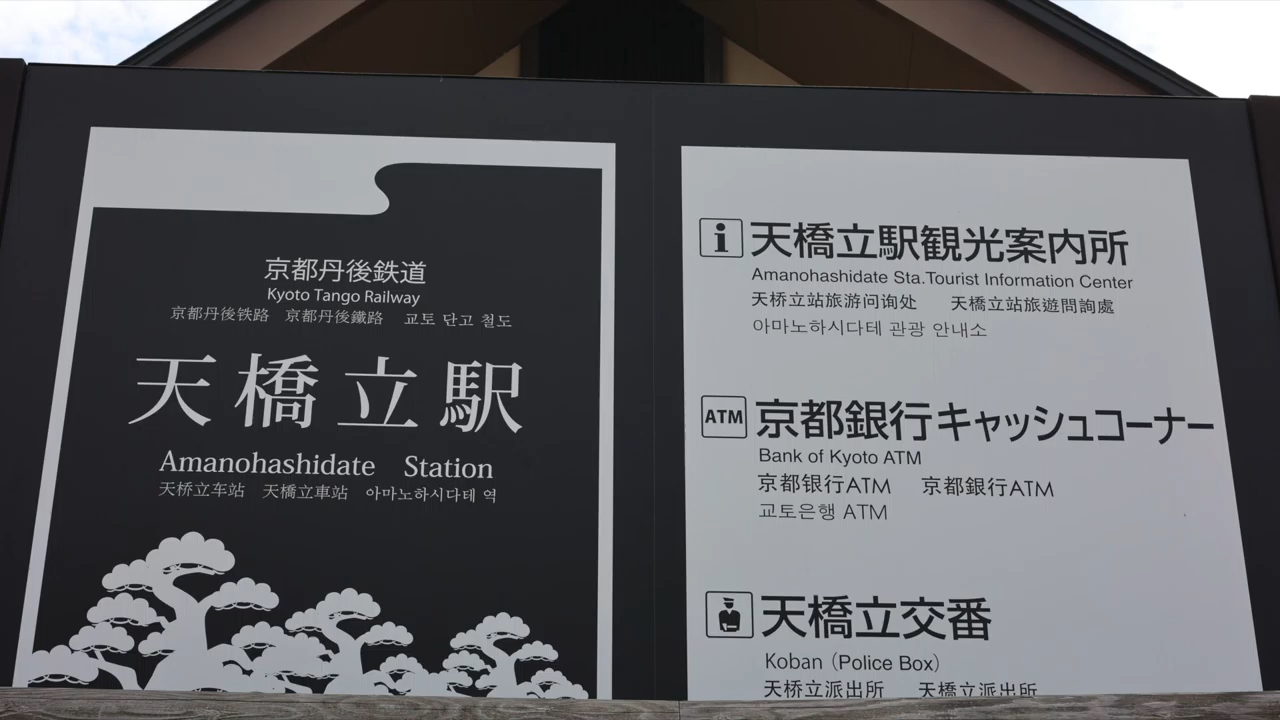 京都丹後鉄道
Kyoto Tango Railway
京都丹后铁路 京都丹後鐵路 교토 단고 철도
天橋立駅
Amanohashidate Station
天桥立车站 天橋立車站 아마노하시다테 역
i 天橋立駅観光案内所
Amanohashidate Sta.Tourist Information Center
天桥立站旅游问询处 天橋立站旅遊問詢處
아마노하시다테 관광 안내소
ATM 京都銀行キャッシュコーナー
Bank of Kyoto ATM
京都银行ATM 京都銀行ATM
교토은행 ATM
天橋立交番
Koban (Police Box)
天桥立派出所 天橋立派出所